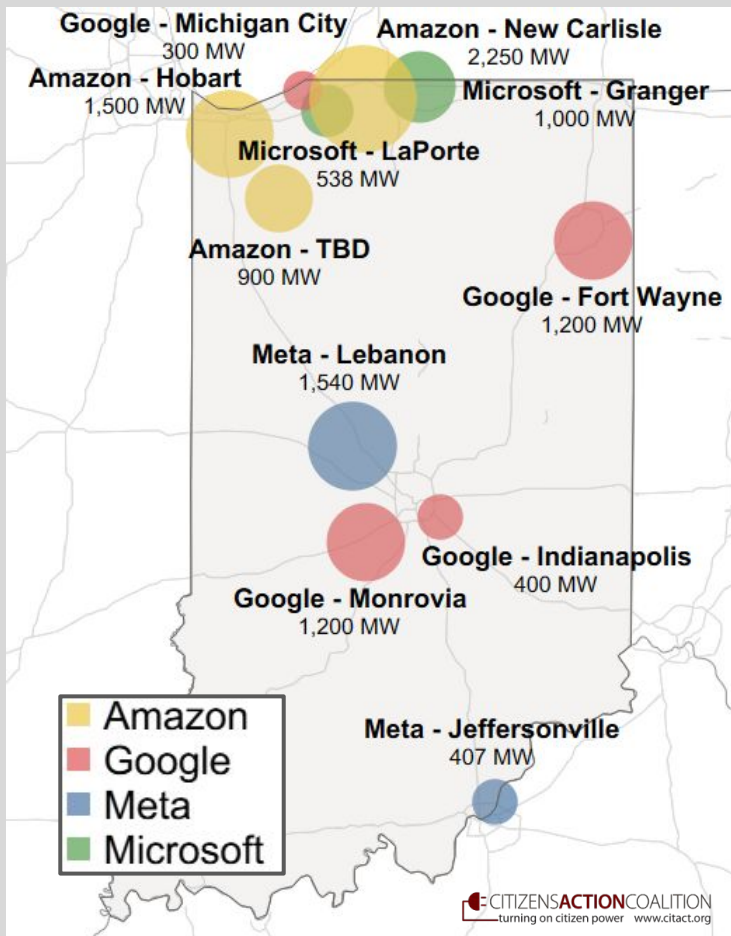 Google - Michigan City
300 MW
Amazon - New Carlisle
2,250 MW
Amazon - Hobart
1,500 MW
Microsoft - Granger
1,000 MW
Microsoft - LaPorte
538 MW
Amazon - TBD
900 MW
Google - Fort Wayne
1,200 MW
Meta - Lebanon
1,540 MW
Google - Indianapolis
400 MW
Google - Monrovia
1,200 MW
Meta - Jeffersonville
407 MW
Amazon
Google
Meta
Microsoft
CITIZENSACTIONCOALITION
turning on citizen power www.citact.org